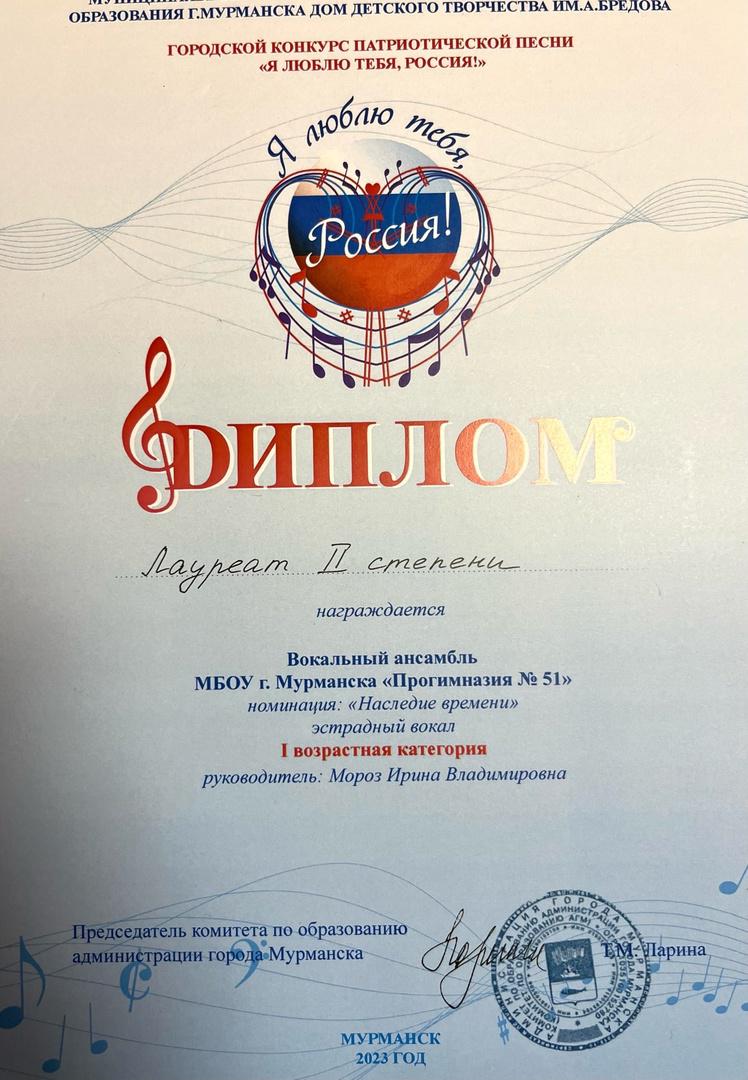 ОБРАЗОВАНИЯ Г.МУРМАНСКА ДОМ ДЕТСКОГО ТВОРЧЕСТВА ИМ.А.БРЕДОВА
ГОРОДСКОЙ КОНКУРС ПАТРИОТИЧЕСКОЙ ПЕСНИ
«Я ЛЮБЛЮ ТЕБЯ, РОССИЯ!»
Я люблю тебя,
Россия!
ДИПЛОМ
Лауреат II степени
награждается
Вокальный ансамбль
МБОУ г. Мурманска «Прогимназия № 51»
номинация: «Наследие времени»
эстрадный вокал
I возрастная категория
руководитель: Мороз Ирина Владимировна
Председатель комитета по образованию
администрации города Мурманска
Т.М. Ларина
МУРМАНСК
2023 ГОД